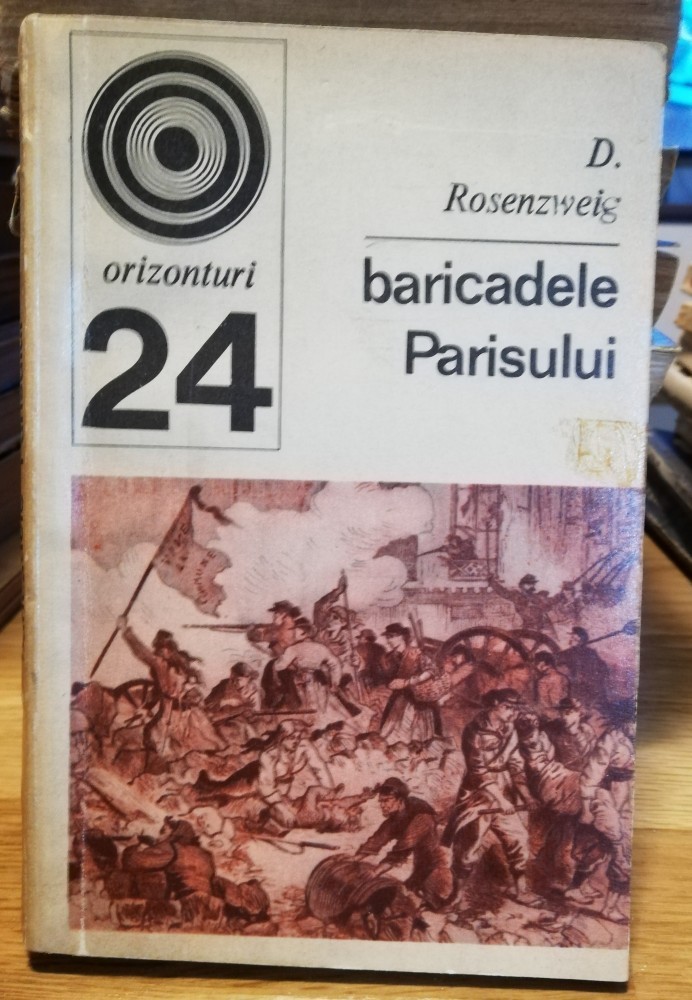 orizonturi
24
D.
Rosenzweig
baricadele
Parisului